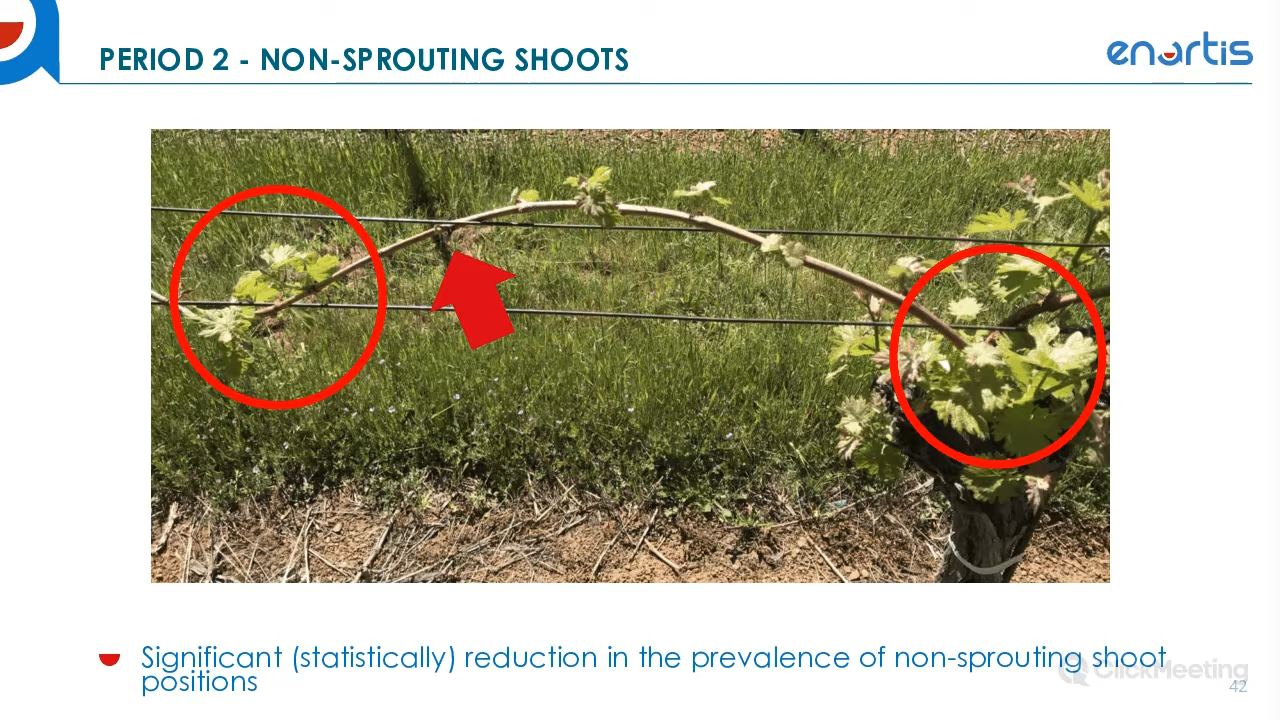 PERIOD 2 - NON-SPROUTING SHOOTS
enartis
Significant (statistically) reduction in the prevalence of non-sprouting shoot
positions
ClickMeeting
42